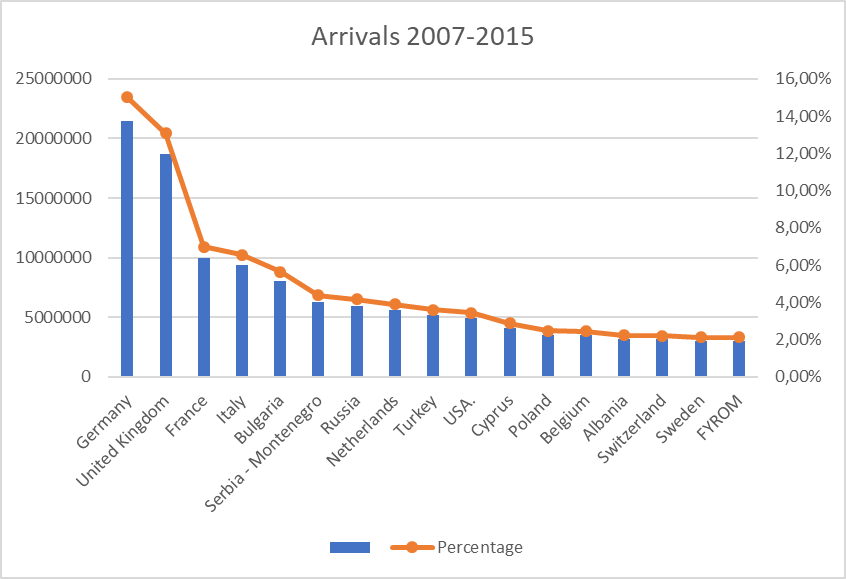 Arrivals 2007-2015
25000000
20000000
15000000
10000000
5000000
0
16,00%
14,00%
12,00%
10,00%
8,00%
6,00%
4,00%
2,00%
0,00%
Germany
United Kingdom
France
Italy
Bulgaria
Serbia - Montenegro
Russia
Netherlands
Turkey
USA.
Cyprus
Poland
Belgium
Albania
Switzerland
Sweden
FYROM
Percentage